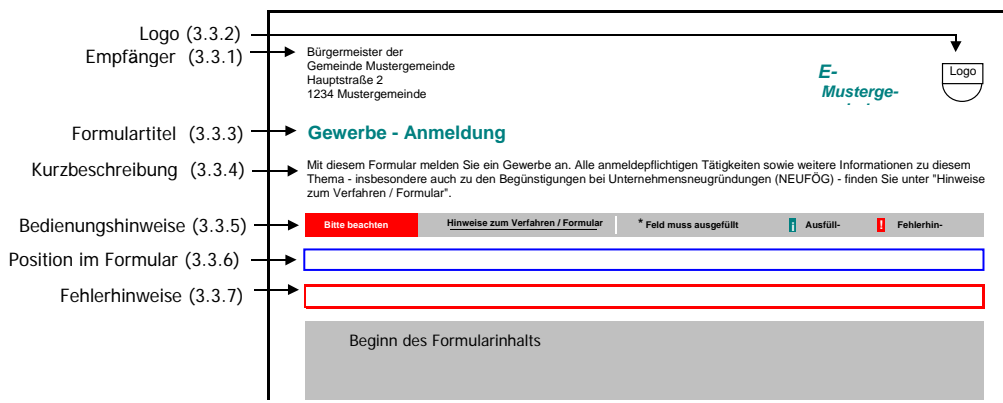 Logo (3.3.2)
Empfänger (3.3.1)
Bürgermeister der
Gemeinde Mustergemeinde
Hauptstraße 2
1234 Mustergemeinde
E-
Musterge-
Logo
Formulartitel (3.3.3)
Gewerbe - Anmeldung
Kurzbeschreibung (3.3.4)
Mit diesem Formular melden Sie ein Gewerbe an. Alle anmeldepflichtigen Tätigkeiten sowie weitere Informationen zu diesem
Thema - insbesondere auch zu den Begünstigungen bei Unternehmensneugründungen (NEUFÖG) - finden Sie unter "Hinweise
zum Verfahren / Formular".
Bedienungshinweise (3.3.5)
Bitte beachten Hinweise zum Verfahren / Formular * Feld muss ausgefüllt i Ausfüll- ! Fehlerhin-
Position im Formular (3.3.6)
Fehlerhinweise (3.3.7)
Beginn des Formularinhalts